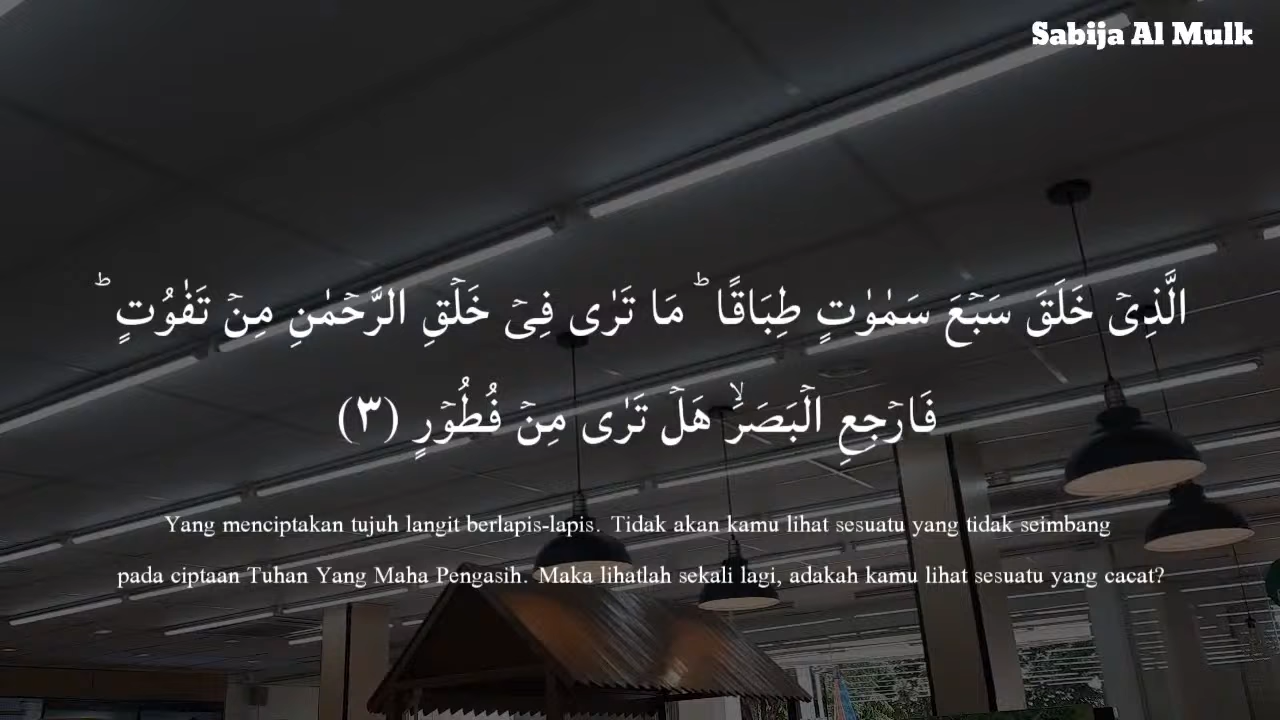 Sabija Al Mulk
الَّذِيْ خَلَقَ سَبْعَ سَمٰوٰتٍ طِبَاقًا ۗ مَا تَرٰى فِيْ خَلْقِ الرَّحْمٰنِ مِنْ تَفٰوُتٍ ۗ
فَارْجِعِ الْبَصَرَۙ هَلْ تَرٰى مِنْ فُطُوْرٍ (٣)
Yang menciptakan tujuh langit berlapis-lapis. Tidak akan kamu lihat sesuatu yang tidak seimbang
pada ciptaan Tuhan Yang Maha Pengasih. Maka lihatlah sekali lagi, adakah kamu lihat sesuatu yang cacat?